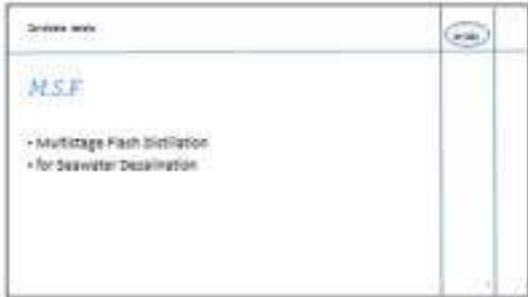 M.S.F
• Multistage Flash Distillation
• for Seawater Desalination